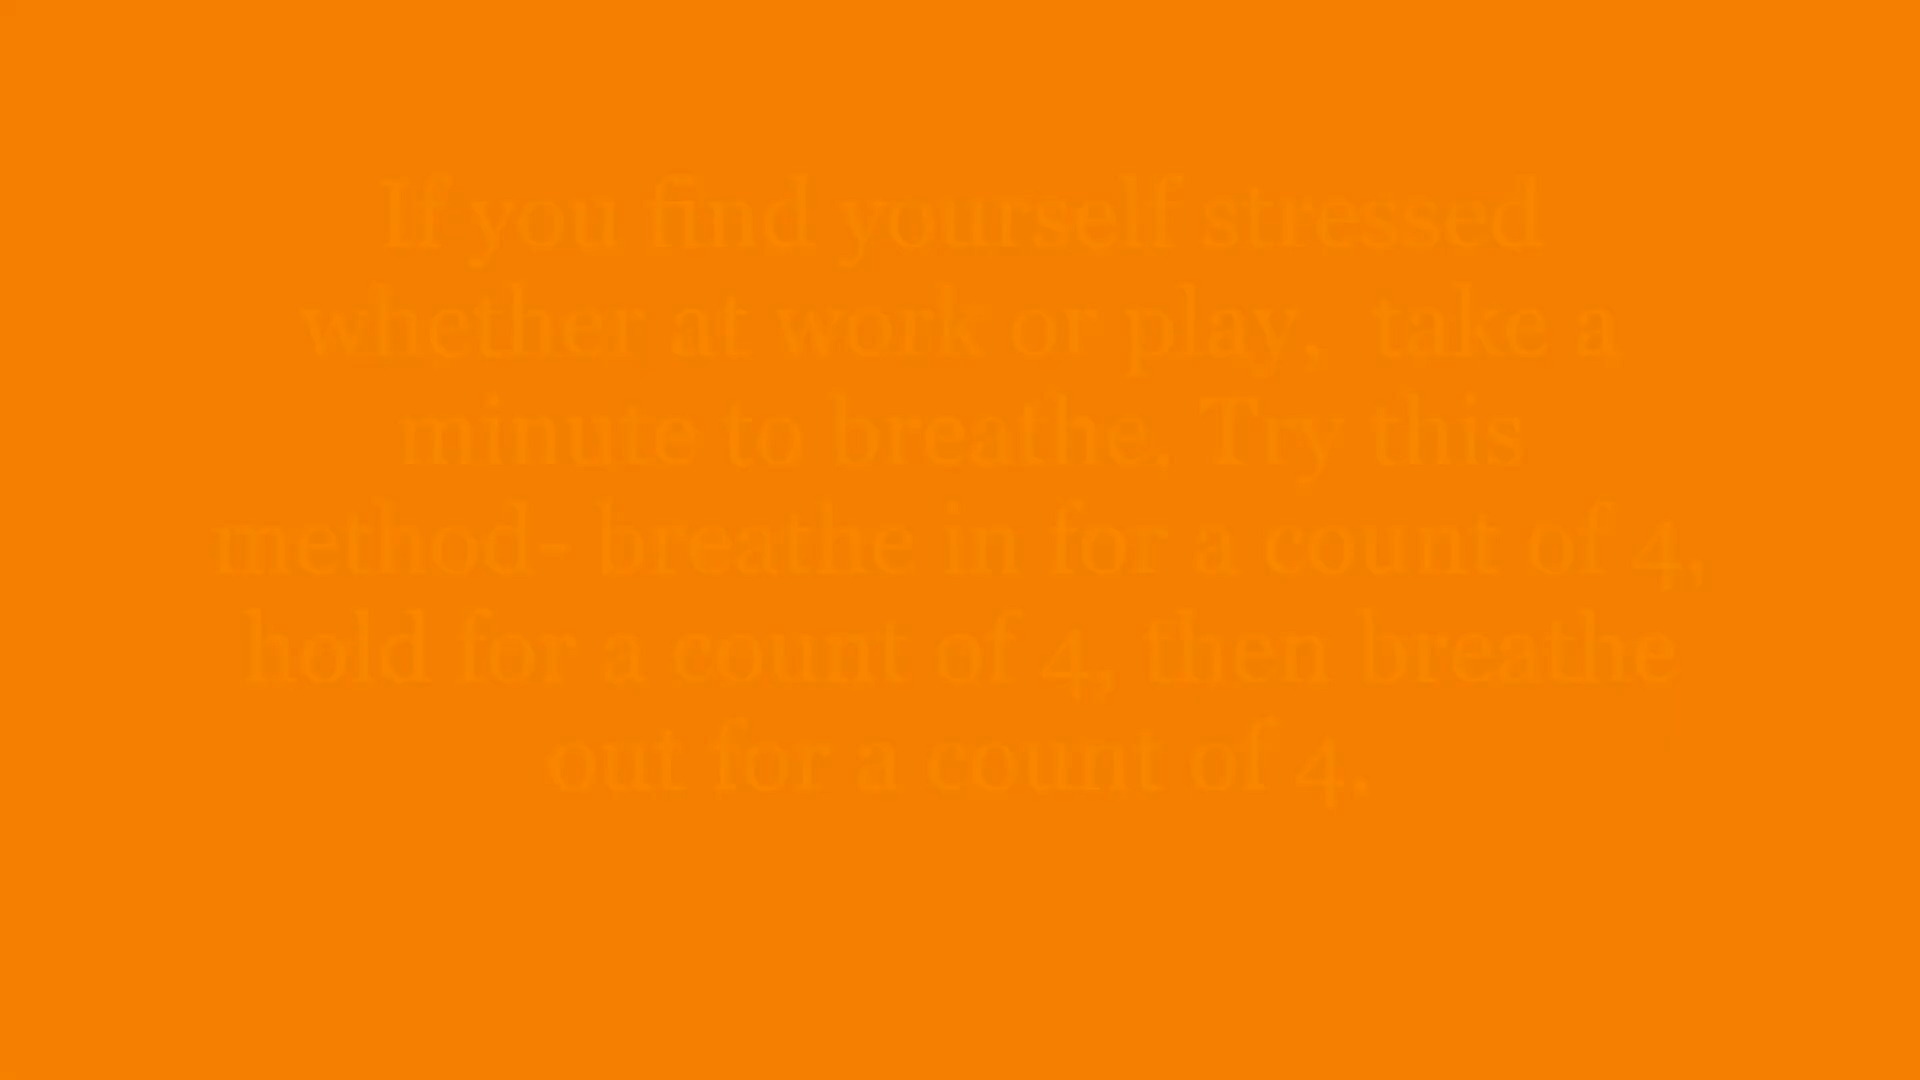 If you find yourself stressed
whether at work or play, take a
minute to breathe. Try this
method- breathe in for a count of 4,
hold for a count of 4, then breathe
out for a count of 4.